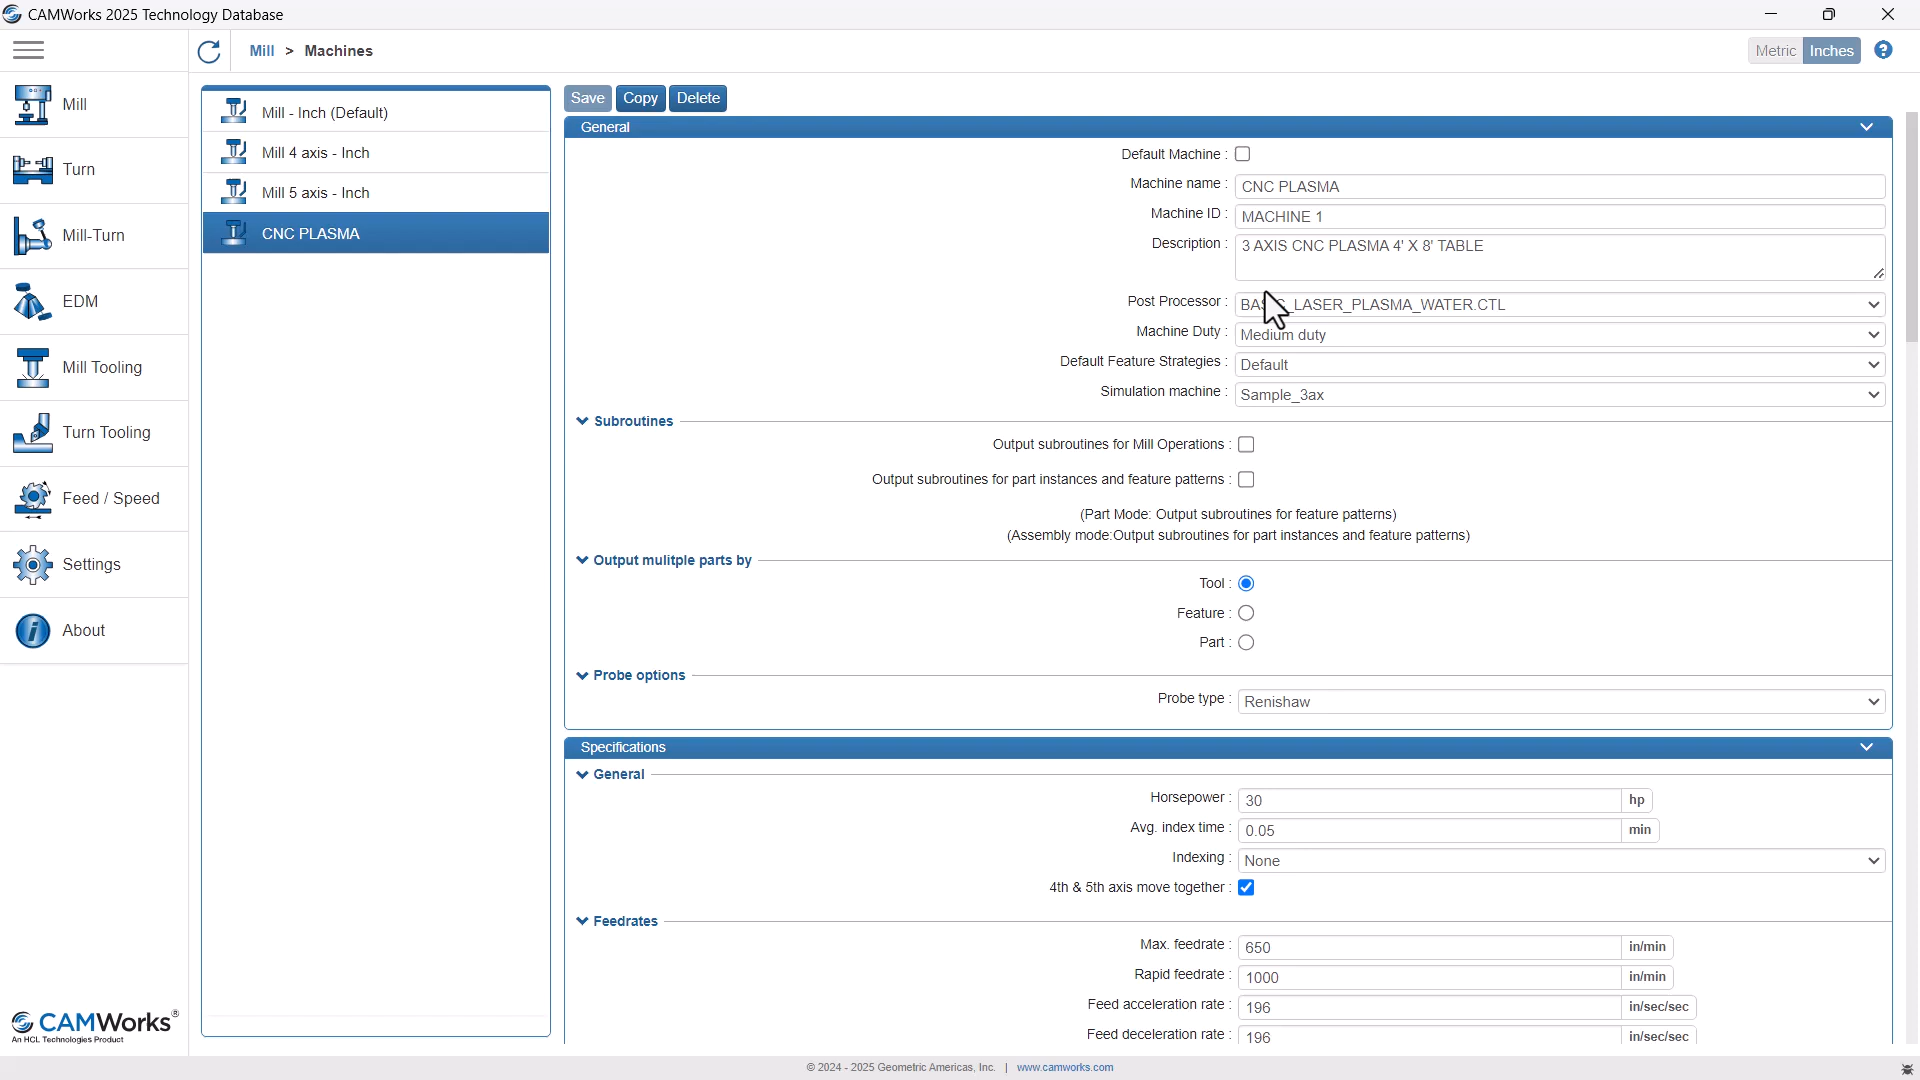 CAMWorks 2025 Technology Database
Mill > Machines
Metric Inches ?
Mill
Turn
Mill-Turn
EDM
Mill Tooling
Turn Tooling
Feed / Speed
Settings
About
CAMWorks®
An HCL Technologies Product
Mill - Inch (Default)
Mill 4 axis - Inch
Mill 5 axis - Inch
CNC PLASMA
Save Copy Delete
General
Default Machine :
Machine name : CNC PLASMA
Machine ID : MACHINE 1
Description : 3 AXIS CNC PLASMA 4' X 8' TABLE
Post Processor : _LASER_PLASMA_WATER.CTL
Machine Duty : Medium duty
Default Feature Strategies : Default
Simulation machine : Sample_3ax
Subroutines
Output subroutines for Mill Operations :
Output subroutines for part instances and feature patterns :
(Part Mode: Output subroutines for feature patterns)
(Assembly mode:Output subroutines for part instances and feature patterns)
Output mulitple parts by
Tool :
Feature :
Part :
Probe options
Probe type : Renishaw
Specifications
General
Horsepower : 30 hp
Avg. index time : 0.05 min
Indexing : None
4th & 5th axis move together :
Feedrates
Max. feedrate : 650 in/min
Rapid feedrate : 1000 in/min
Feed acceleration rate : 196 in/sec/sec
Feed deceleration rate : 196 in/sec/sec
© 2024 - 2025 Geometric Americas, Inc. | www.camworks.com